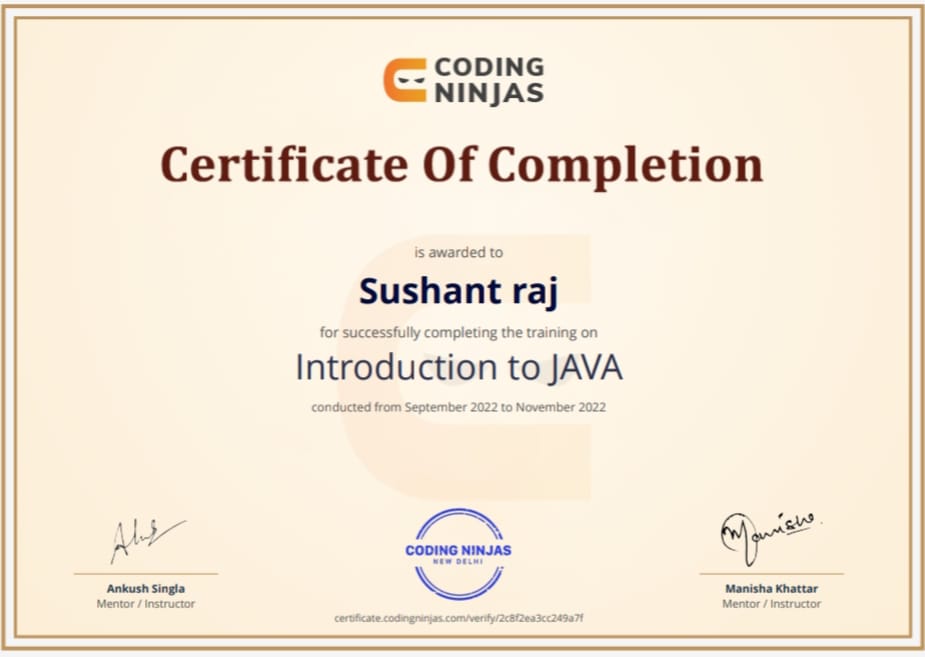 CODING
NINJAS
Certificate Of Completion
is awarded to
Sushant raj
for successfully completing the training on
Introduction to JAVA
conducted from September 2022 to November 2022
CODING NINJAS
NEW DELHI
Ankush Singla
Mentor / Instructor
Manisha Khattar
Mentor / Instructor
certificate.codingninjas.com/verify/2c8f2ea3cc249a7f